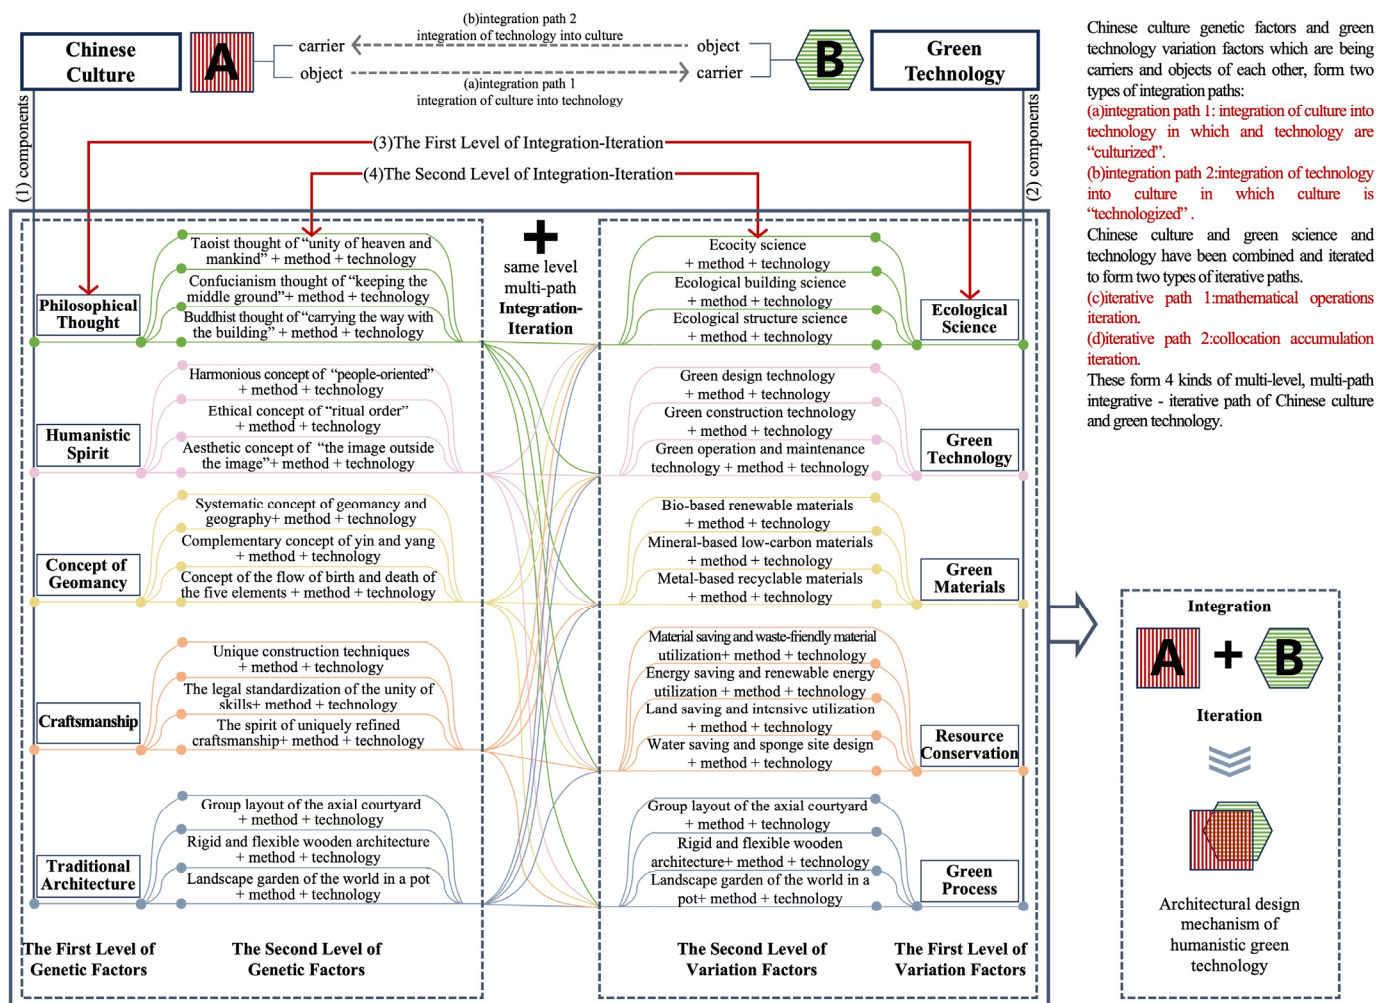 Chinese
Culture
A
carrier
object
(b)integration path 2
integration of technology into culture
(a)integration path 1
integration of culture into technology
object
carrier
B
Green
Technology
(1) components
(2) components
(3)The First Level of Integration-Iteration
(4)The Second Level of Integration-Iteration
Philosophical
Thought
Taoist thought of “unity of heaven and
mankind” + method + technology
Confucianism thought of “keeping the
middle ground”+ method + technology
Buddhist thought of “carrying the way with
the building” + method + technology
Humanistic
Spirit
Harmonious concept of “people-oriented”
+ method + technology
Ethical concept of “ritual order”
+ method + technology
Aesthetic concept of “the image outside
the image”+ method + technology
Concept of
Geomancy
Systematic concept of geomancy and
geography+ method + technology
Complementary concept of yin and yang
+ method + technology
Concept of the flow of birth and death of
the five elements + method + technology
Craftsmanship
Unique construction techniques
+ method + technology
The legal standardization of the unity of
skills+ method + technology
The spirit of uniquely refined
craftsmanship+ method + technology
Traditional
Architecture
Group layout of the axial courtyard
+ method + technology
Rigid and flexible wooden architecture
+ method + technology
Landscape garden of the world in a pot
+ method + technology
The First Level of
Genetic Factors
The Second Level of
Genetic Factors
+
same level
multi-path
Integration-
Iteration
Ecocity science
+ method + technology
Ecological building science
+ method + technology
Ecological structure science
+ method + technology
Ecological
Science
Green design technology
+ method + technology
Green construction technology
+ method + technology
Green operation and maintenance
technology + method + technology
Green
Technology
Bio-based renewable materials
+ method + technology
Mineral-based low-carbon materials
+ method + technology
Metal-based recyclable materials
+ method + technology
Green
Materials
Material saving and waste-friendly material
utilization+ method + technology
Energy saving and renewable energy
utilization + method + technology
Land saving and intensive utilization
+ method + technology
Water saving and sponge site design
+ method + technology
Resource
Conservation
Group layout of the axial courtyard
+ method + technology
Rigid and flexible wooden
architecture+ method + technology
Landscape garden of the world in a
pot+ method + technology
Green
Process
The Second Level of
Variation Factors
The First Level of
Variation Factors
Chinese culture genetic factors and green
technology variation factors which are being
carriers and objects of each other, form two
types of integration paths:
(a)integration path 1: integration of culture into
technology in which and technology are
“culturized”.
(b)integration path 2:integration of technology
into culture in which culture is
“technologized” .
Chinese culture and green science and
technology have been combined and iterated
to form two types of iterative paths.
(c)iterative path 1:mathematical operations
iteration.
(d)iterative path 2:collocation accumulation
iteration.
These form 4 kinds of multi-level, multi-path
integrative - iterative path of Chinese culture
and green technology.
Integration
A + B
Iteration
Architectural design
mechanism of
humanistic green
technology